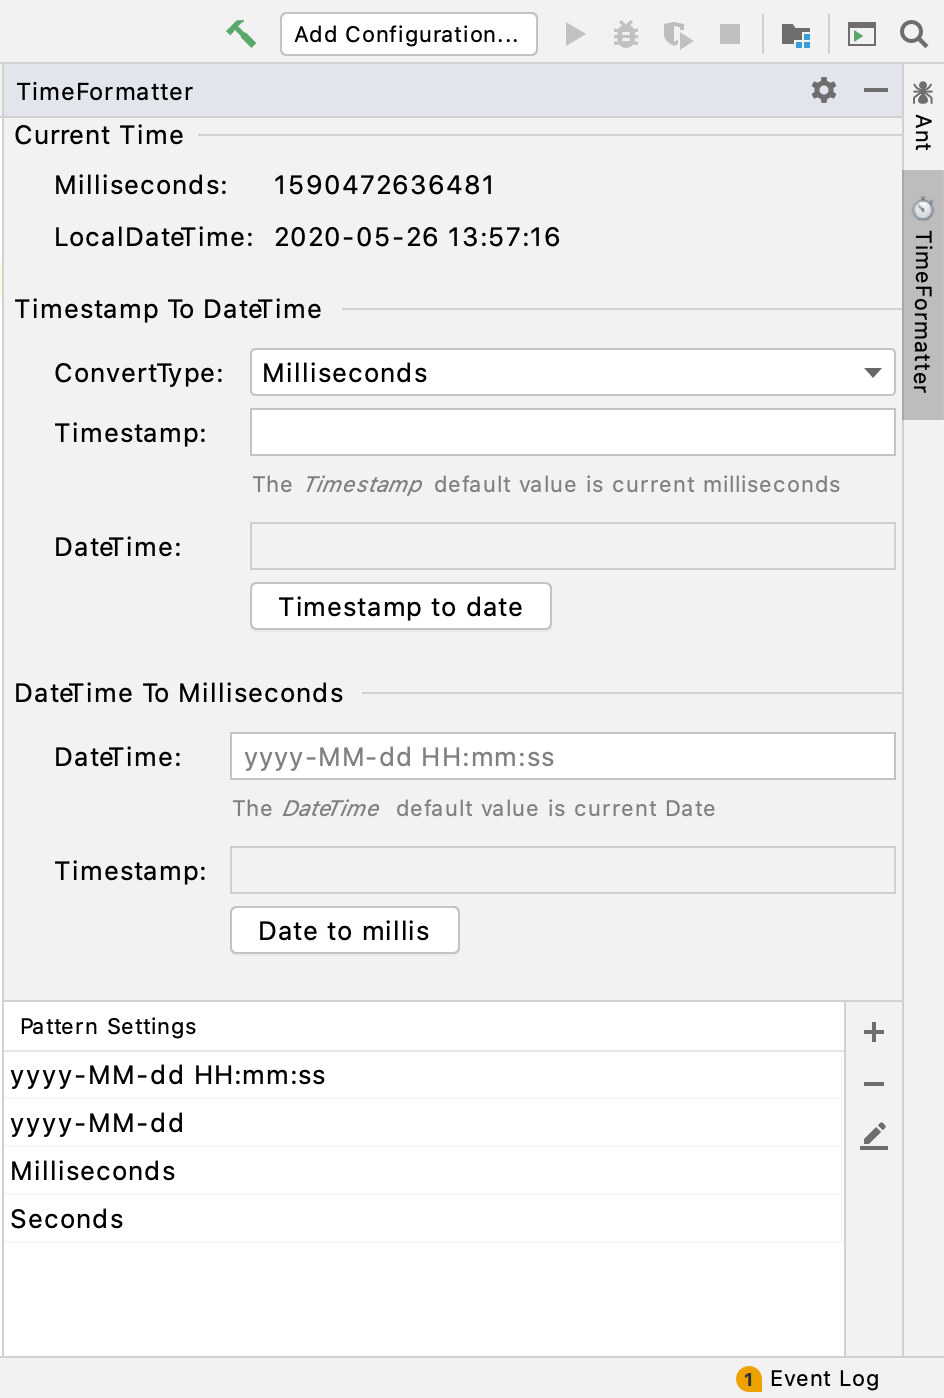 Add Configuration...
TimeFormatter
Ant
TimeFormatter
Current Time
Milliseconds: 1590472636481
LocalDateTime: 2020-05-26 13:57:16
Timestamp To DateTime
ConvertType: Milliseconds
Timestamp:
The Timestamp default value is current milliseconds
DateTime:
Timestamp to date
DateTime To Milliseconds
DateTime: yyyy-MM-dd HH:mm:ss
The DateTime default value is current Date
Timestamp:
Date to millis
Pattern Settings
yyyy-MM-dd HH:mm:ss
yyyy-MM-dd
Milliseconds
Seconds
1 Event Log